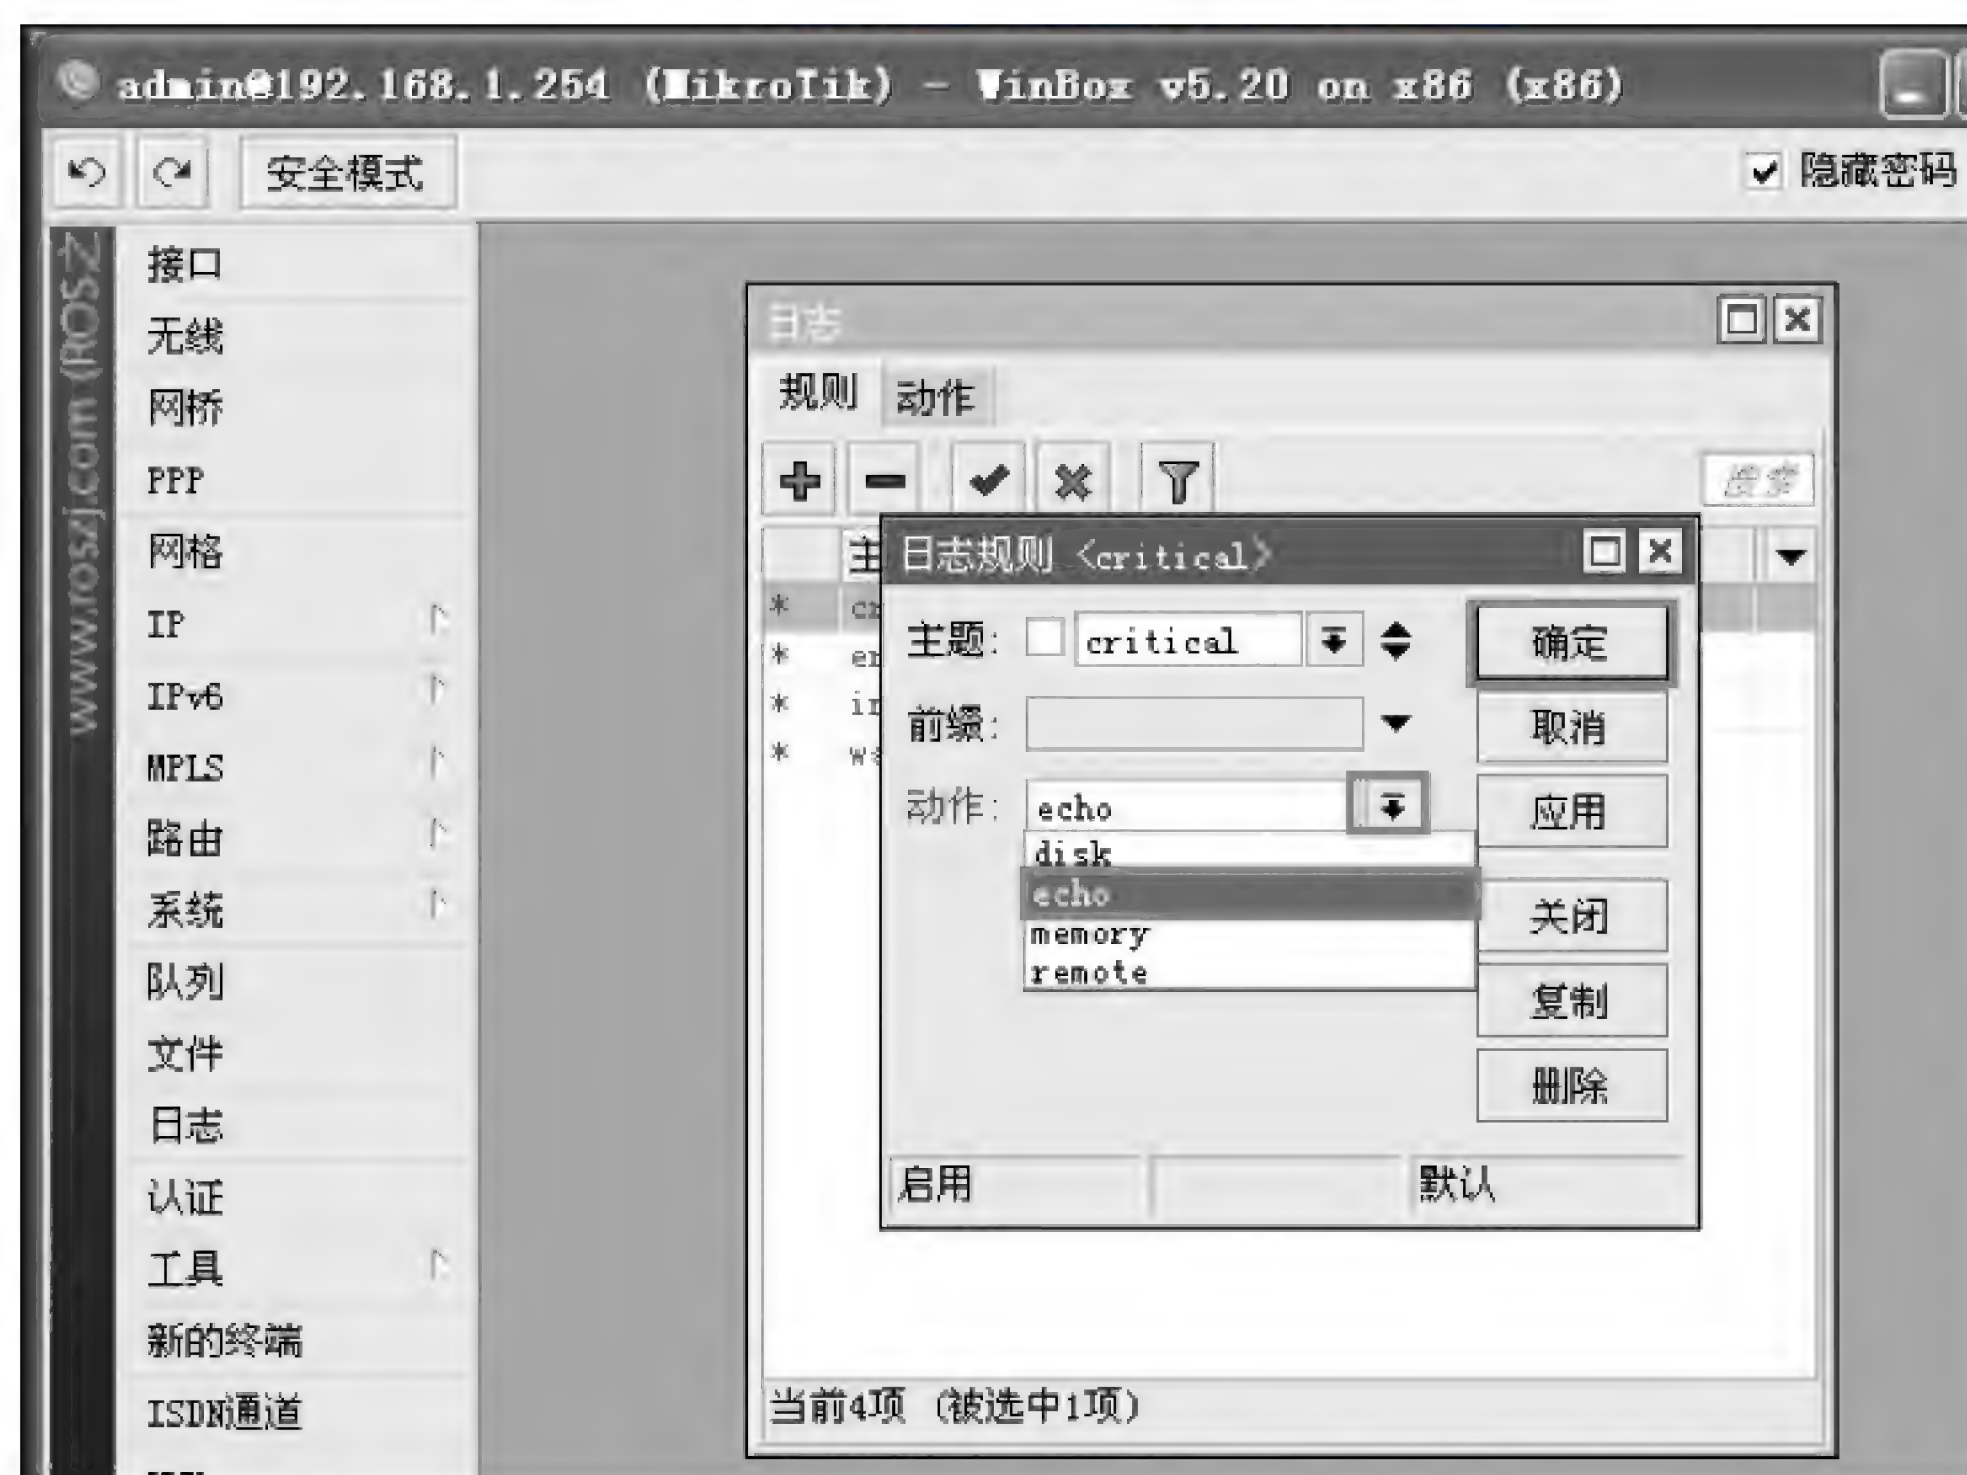 admin@192.168.1.254 (MikroTik) - WinBox v5.20 on x86 (x86)
安全模式
隐藏密码
www.roszj.com (ROS之
接口
无线
网桥
PPP
网格
IP
IPv6
MPLS
路由
系统
队列
文件
日志
认证
工具
新的终端
ISDN通道
日志
规则 动作
主
日志规则 <critical>
* cr
* er
* in
* wa
主题: critical
前缀:
动作: echo
disk
echo
memory
remote
确定
取消
应用
关闭
复制
删除
启用
默认
当前4项 (被选中1项)